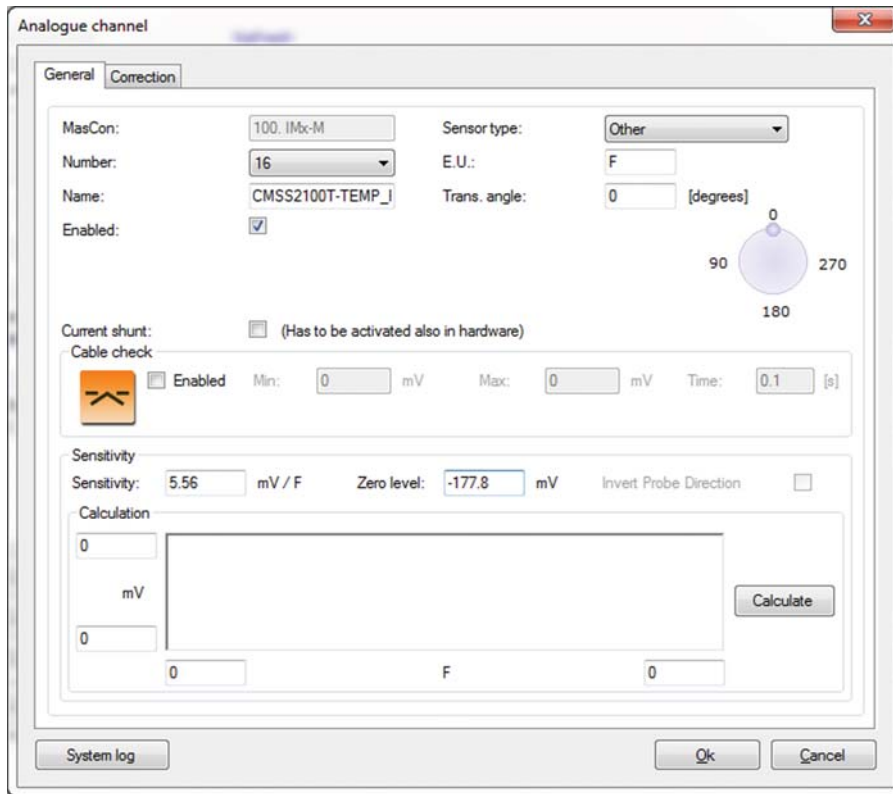 Analogue channel
General Correction
MasCon: 100. IMx-M Sensor type: Other
Number: 16 E.U.: F
Name: CMSS2100T-TEMP_I Trans. angle: 0 [degrees]
Enabled:
0
90 270
180
Current shunt: (Has to be activated also in hardware)
Cable check
Enabled Min: 0 mV Max: 0 mV Time: 0.1 [s]
Sensitivity
Sensitivity: 5.56 mV / F Zero level: -177.8 mV Invert Probe Direction
Calculation
0
mV
Calculate
0
0 F 0
System log Ok Cancel